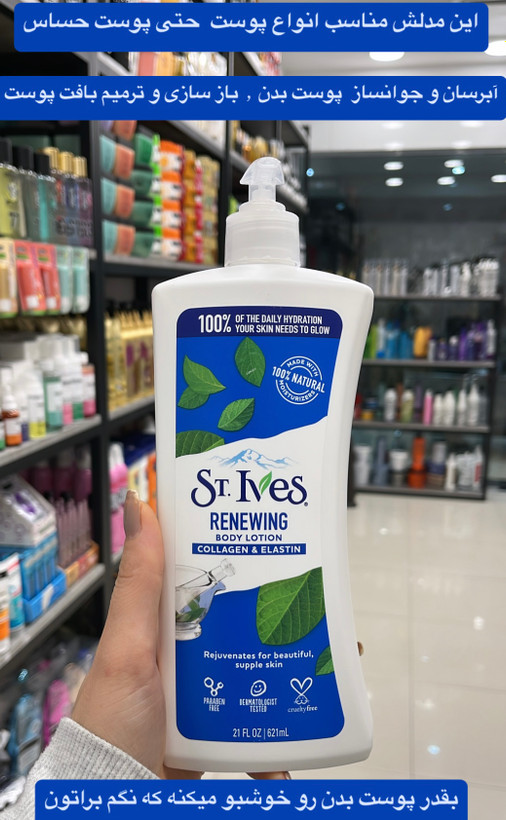 این مدلش مناسب انواع پوست حتی پوست حساس
آبرسان و جوانساز پوست بدن , باز سازی و ترمیم بافت پوست
100% OF THE DAILY HYDRATION
YOUR SKIN NEEDS TO GLOW
MADE WITH
100% NATURAL
MOISTURIZERS
ST. IVES®
RENEWING
BODY LOTION
COLLAGEN & ELASTIN
Rejuvenates for beautiful,
supple skin
PARABEN
FREE
DERMATOLOGIST
TESTED
crueltyfree
21 FL OZ | 621mL
بقدر پوست بدن رو خوشبو میکنه که نگم براتون